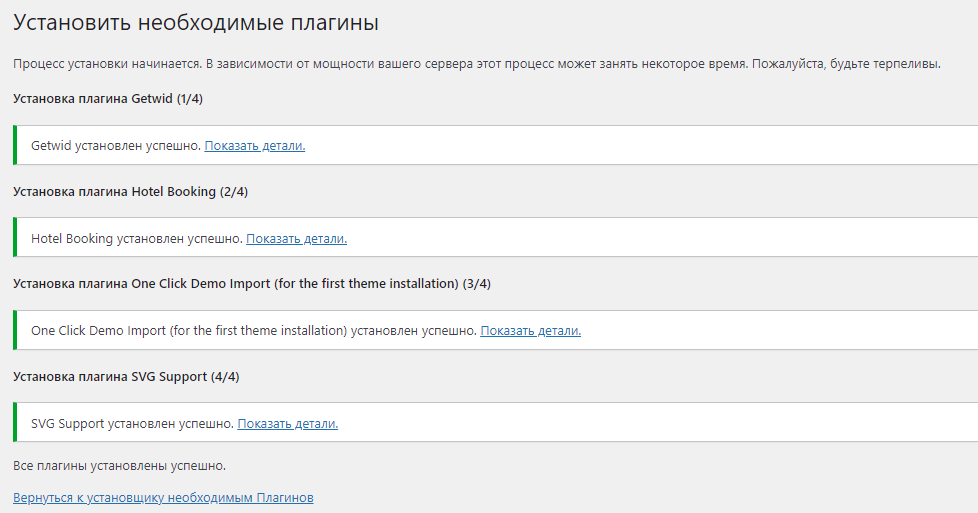 Установить необходимые плагины
Процесс установки начинается. В зависимости от мощности вашего сервера этот процесс может занять некоторое время. Пожалуйста, будьте терпеливы.
Установка плагина Getwid (1/4)
Getwid установлен успешно. Показать детали.
Установка плагина Hotel Booking (2/4)
Hotel Booking установлен успешно. Показать детали.
Установка плагина One Click Demo Import (for the first theme installation) (3/4)
One Click Demo Import (for the first theme installation) установлен успешно. Показать детали.
Установка плагина SVG Support (4/4)
SVG Support установлен успешно. Показать детали.
Все плагины установлены успешно.
Вернуться к установщику необходимым Плагинов